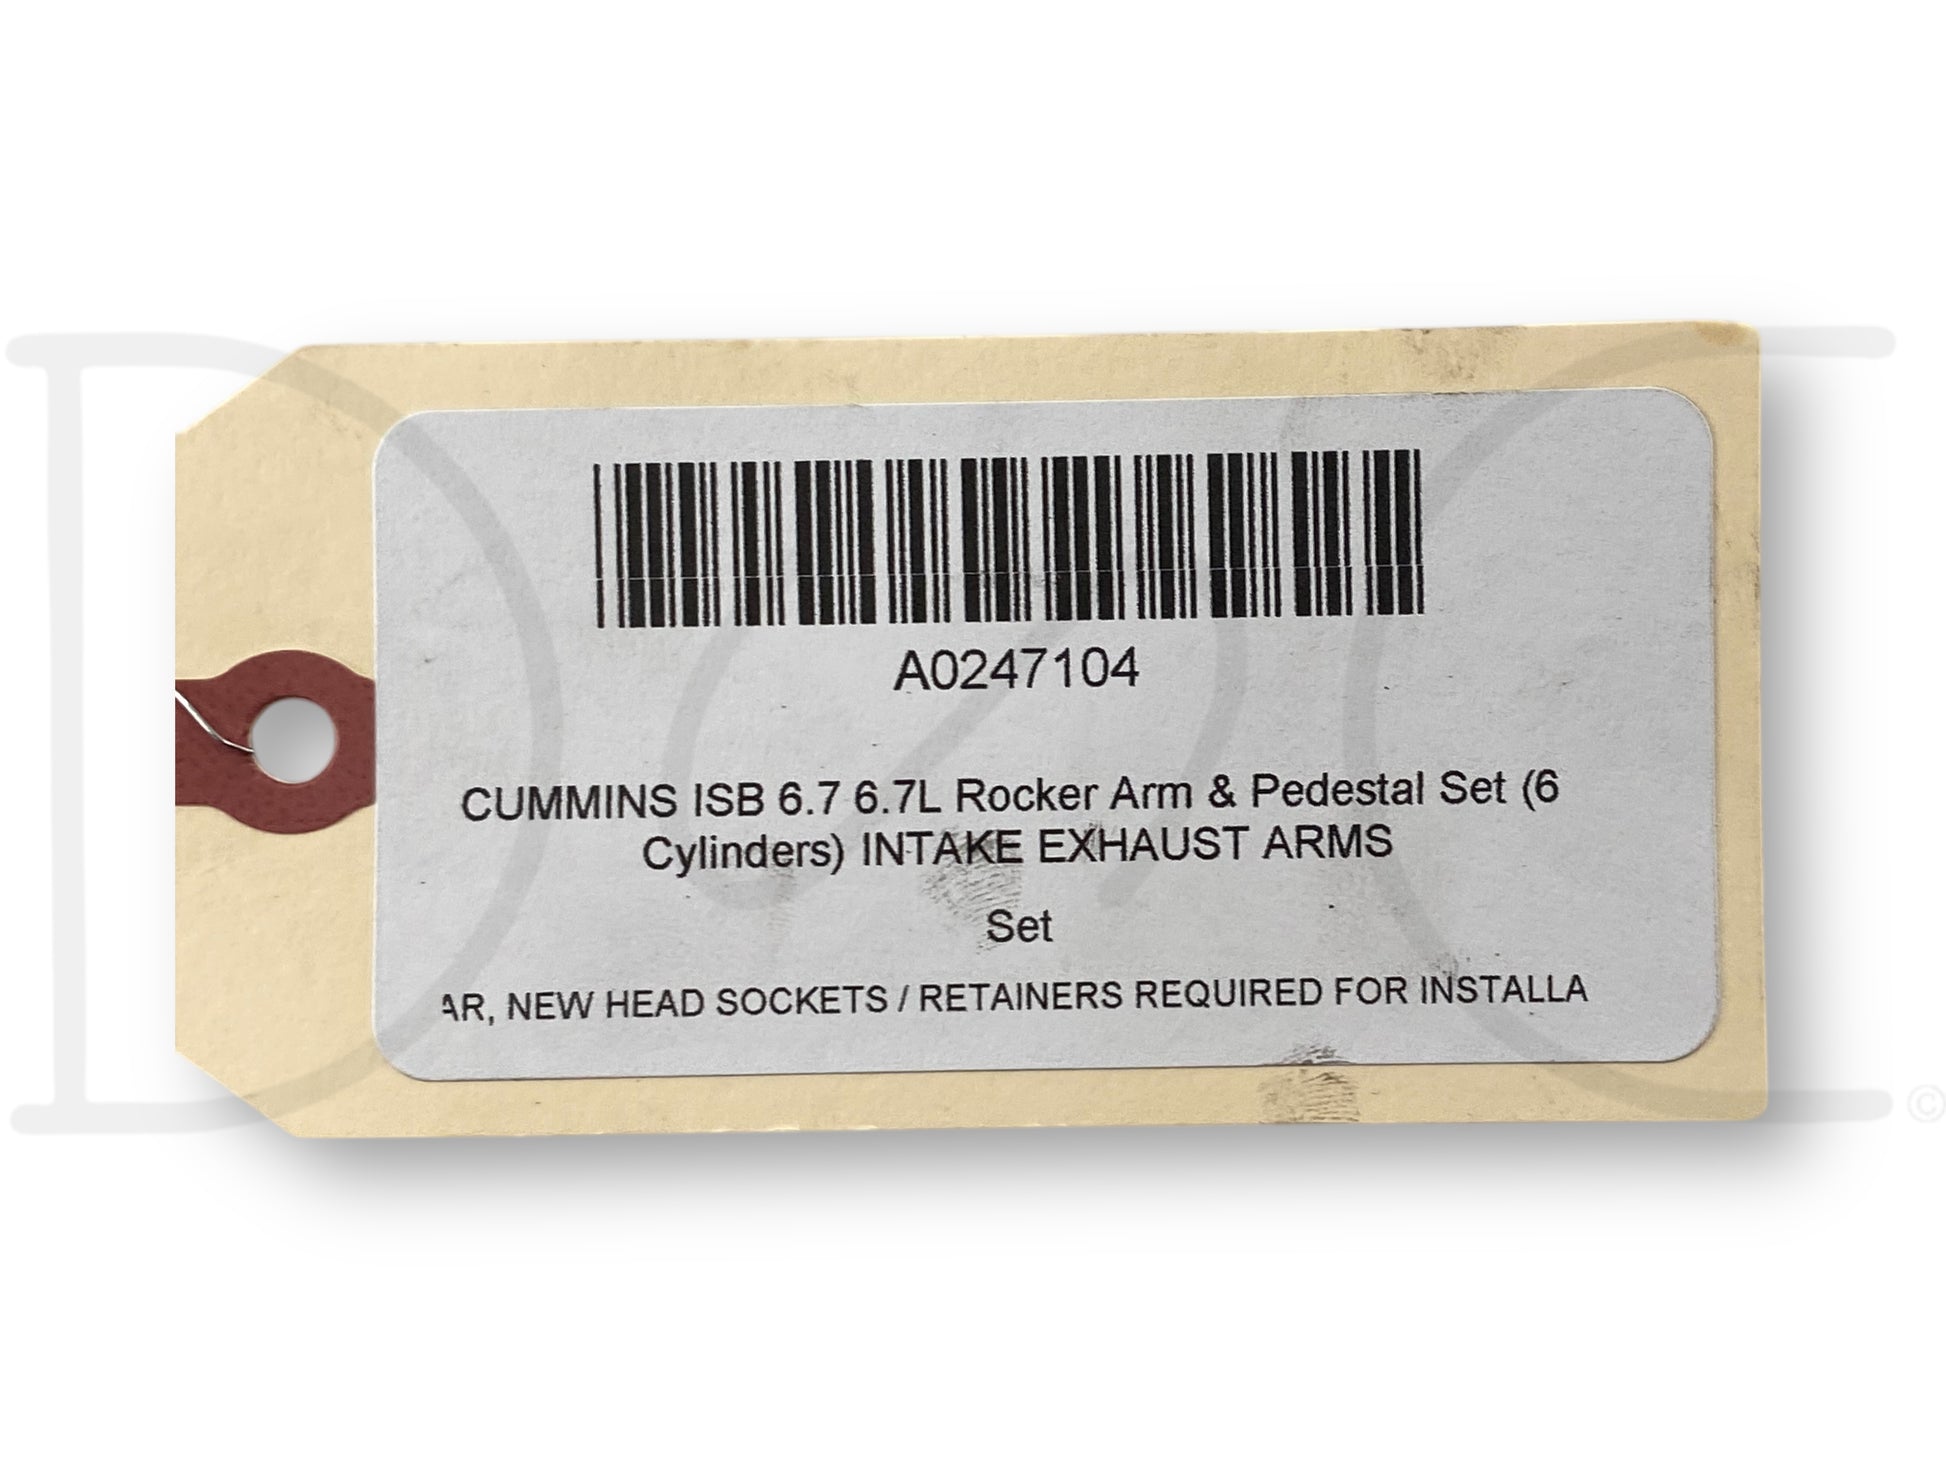 A0247104
CUMMINS ISB 6.7 6.7L Rocker Arm & Pedestal Set (6
Cylinders) INTAKE EXHAUST ARMS
Set
AR, NEW HEAD SOCKETS / RETAINERS REQUIRED FOR INSTALLA
©